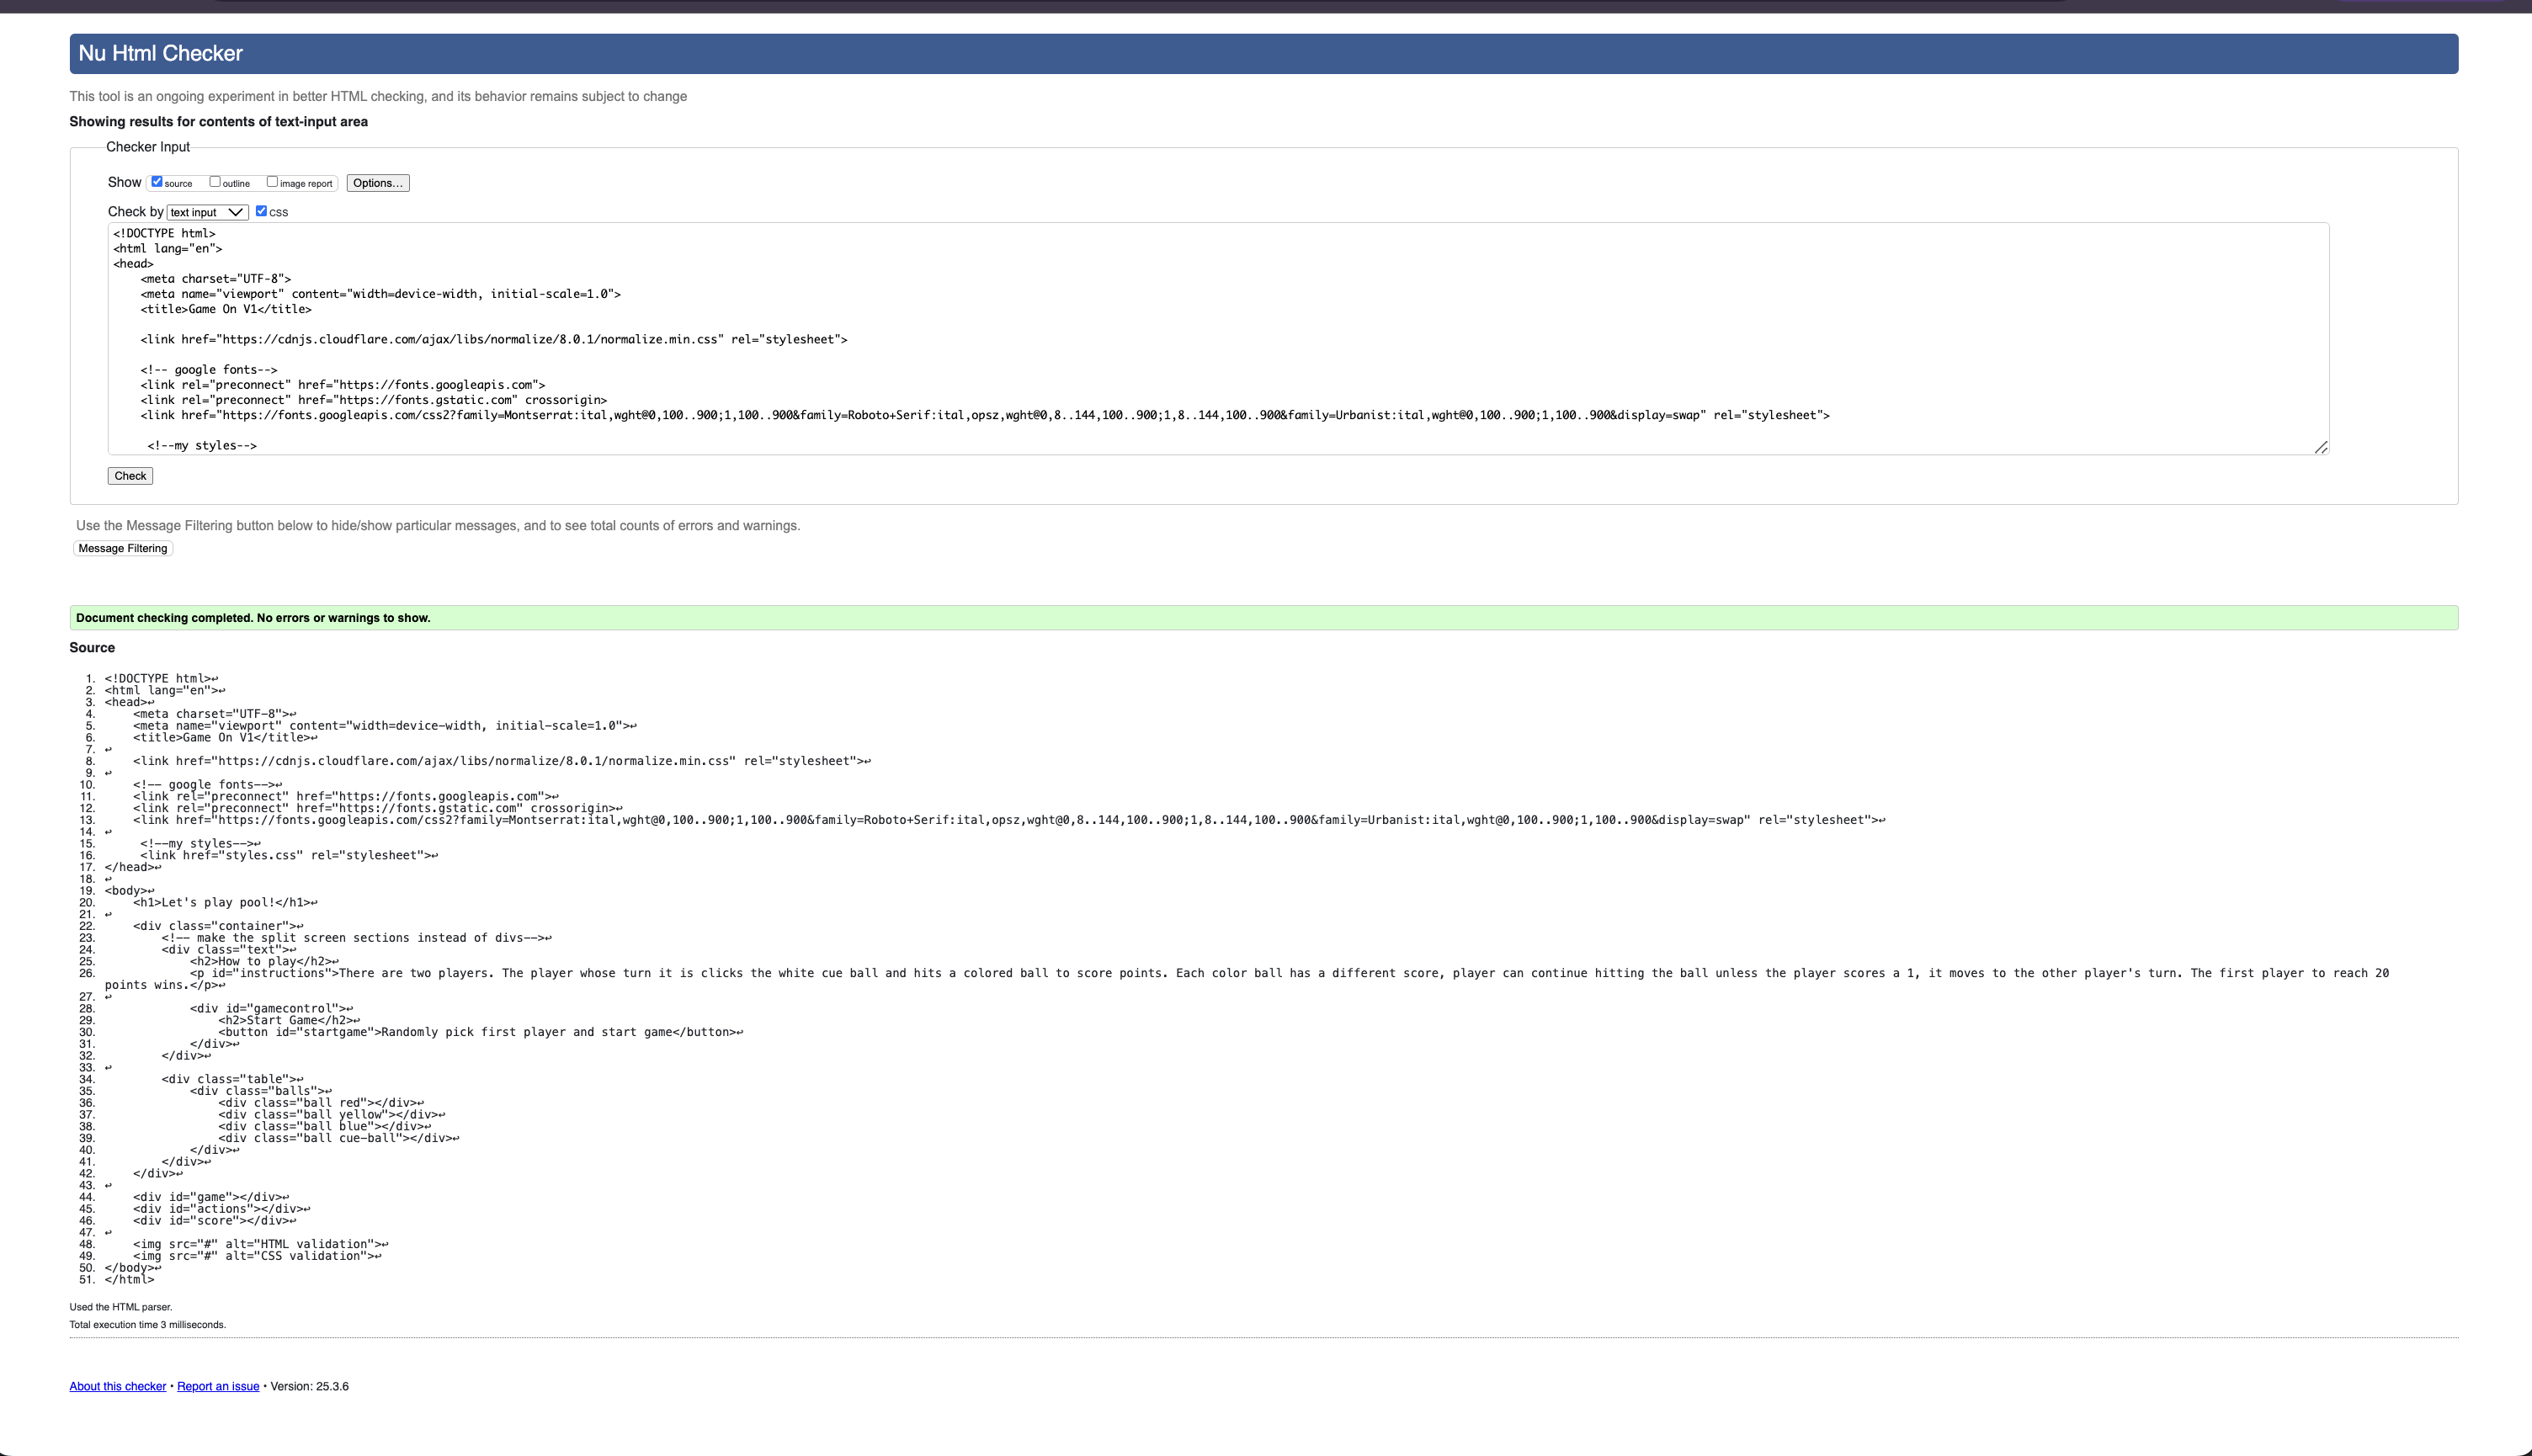 Nu Html Checker
This tool is an ongoing experiment in better HTML checking, and its behavior remains subject to change
Showing results for contents of text-input area
Checker Input
Show source outline image report Options...
Check by text input css
<!DOCTYPE html>
<html lang="en">
<head>
    <meta charset="UTF-8">
    <meta name="viewport" content="width=device-width, initial-scale=1.0">
    <title>Game On V1</title>
    <link href="https://cdnjs.cloudflare.com/ajax/libs/normalize/8.0.1/normalize.min.css" rel="stylesheet">
    <!-- google fonts-->
    <link rel="preconnect" href="https://fonts.googleapis.com">
    <link rel="preconnect" href="https://fonts.gstatic.com" crossorigin>
    <link href="https://fonts.googleapis.com/css2?family=Montserrat:ital,wght@0,100..900;1,100..900&family=Roboto+Serif:ital,opsz,wght@0,8..144,100..900;1,8..144,100..900&family=Urbanist:ital,wght@0,100..900;1,100..900&display=swap" rel="stylesheet">
     <!--my styles-->
Check
Use the Message Filtering button below to hide/show particular messages, and to see total counts of errors and warnings.
Message Filtering
Document checking completed. No errors or warnings to show.
Source
1. <!DOCTYPE html>↩
2. <html lang="en">↩
3. <head>↩
4.     <meta charset="UTF-8">↩
5.     <meta name="viewport" content="width=device-width, initial-scale=1.0">↩
6.     <title>Game On V1</title>↩
7. ↩
8.     <link href="https://cdnjs.cloudflare.com/ajax/libs/normalize/8.0.1/normalize.min.css" rel="stylesheet">↩
9. ↩
10.     <!-- google fonts-->↩
11.     <link rel="preconnect" href="https://fonts.googleapis.com">↩
12.     <link rel="preconnect" href="https://fonts.gstatic.com" crossorigin>↩
13.     <link href="https://fonts.googleapis.com/css2?family=Montserrat:ital,wght@0,100..900;1,100..900&family=Roboto+Serif:ital,opsz,wght@0,8..144,100..900;1,8..144,100..900&family=Urbanist:ital,wght@0,100..900;1,100..900&display=swap" rel="stylesheet">↩
14. ↩
15.      <!--my styles-->↩
16.      <link href="styles.css" rel="stylesheet">↩
17. </head>↩
18. ↩
19. <body>↩
20.     <h1>Let's play pool!</h1>↩
21. ↩
22.     <div class="container">↩
23.         <!-- make the split screen sections instead of divs-->↩
24.         <div class="text">↩
25.             <h2>How to play</h2>↩
26.             <p id="instructions">There are two players. The player whose turn it is clicks the white cue ball and hits a colored ball to score points. Each color ball has a different score, player can continue hitting the ball unless the player scores a 1, it moves to the other player's turn. The first player to reach 20
points wins.</p>↩
27. ↩
28.             <div id="gamecontrol">↩
29.                 <h2>Start Game</h2>↩
30.                 <button id="startgame">Randomly pick first player and start game</button>↩
31.             </div>↩
32.         </div>↩
33. ↩
34.         <div class="table">↩
35.             <div class="balls">↩
36.                 <div class="ball red"></div>↩
37.                 <div class="ball yellow"></div>↩
38.                 <div class="ball blue"></div>↩
39.                 <div class="ball cue-ball"></div>↩
40.             </div>↩
41.         </div>↩
42.     </div>↩
43. ↩
44.     <div id="game"></div>↩
45.     <div id="actions"></div>↩
46.     <div id="score"></div>↩
47. ↩
48.     <img src="#" alt="HTML validation">↩
49.     <img src="#" alt="CSS validation">↩
50. </body>↩
51. </html>
Used the HTML parser.
Total execution time 3 milliseconds.
About this checker • Report an issue • Version: 25.3.6